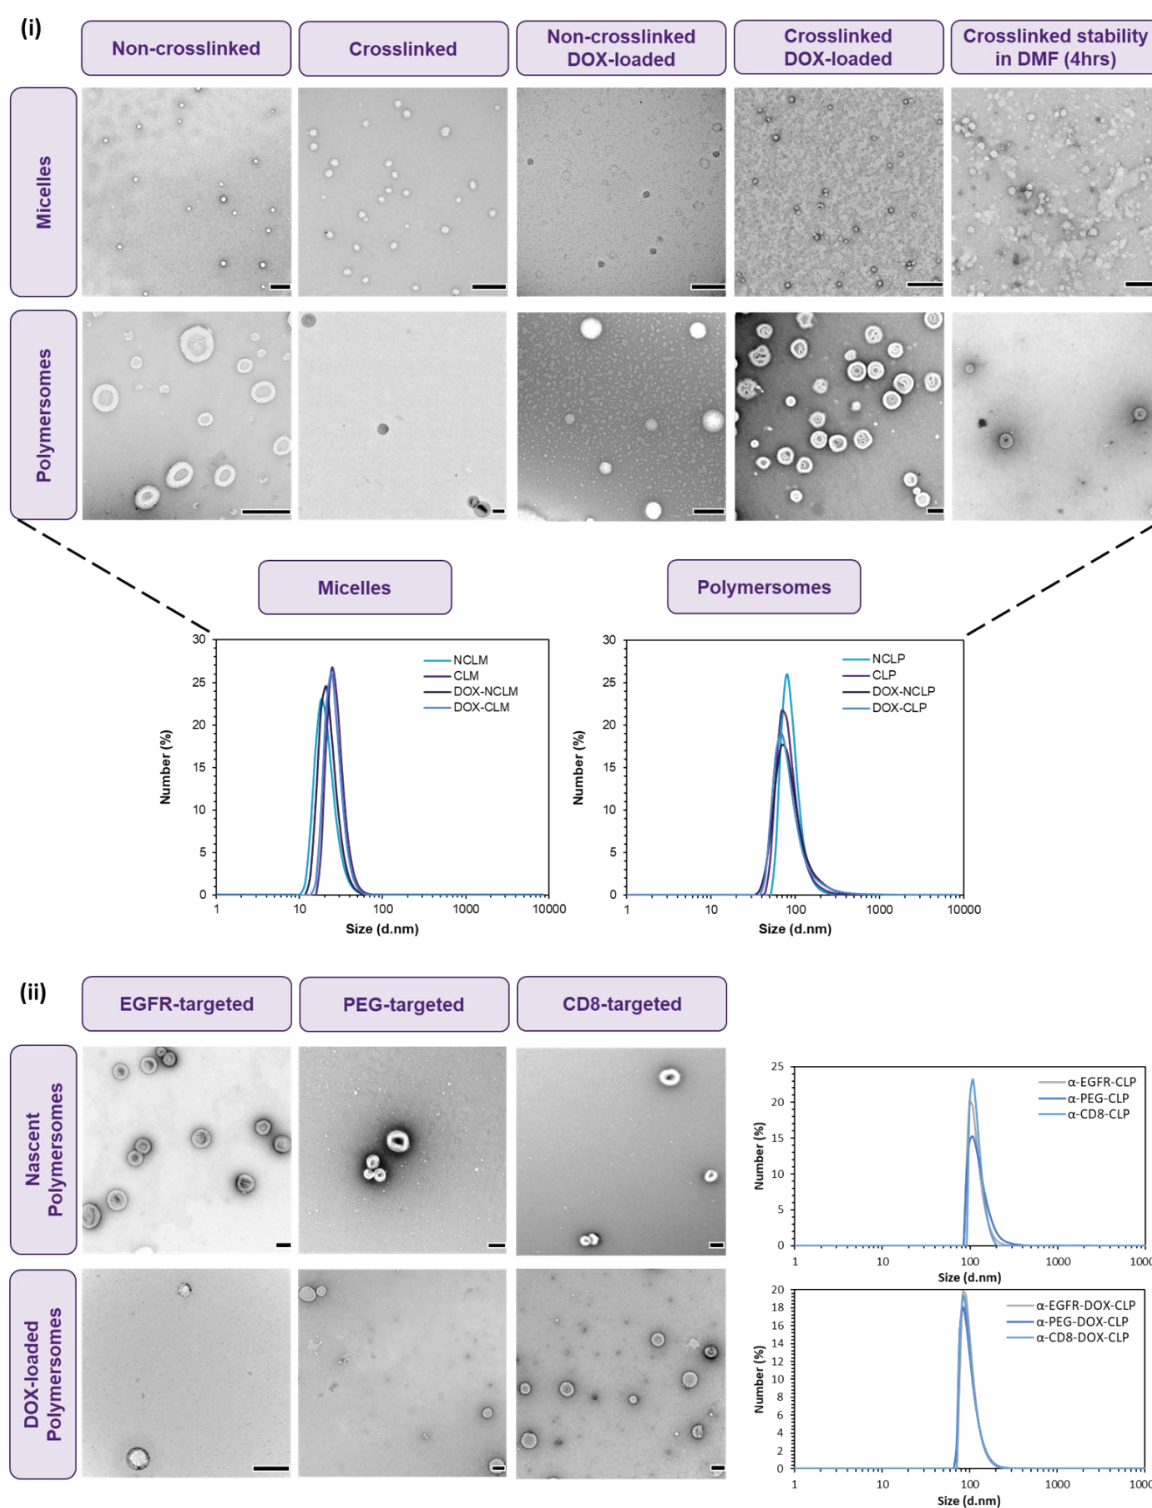 (i)
Non-crosslinked
Crosslinked
Non-crosslinked
DOX-loaded
Crosslinked
DOX-loaded
Crosslinked stability
in DMF (4hrs)
Micelles
Polymersomes
Micelles
Polymersomes
30
25
20
15
10
5
0
Number (%)
1
10
100
1000
10000
Size (d.nm)
NCLM
CLM
DOX-NCLM
DOX-CLM
30
25
20
15
10
5
0
Number (%)
1
10
100
1000
10000
Size (d.nm)
NCLP
CLP
DOX-NCLP
DOX-CLP
(ii)
EGFR-targeted
PEG-targeted
CD8-targeted
Nascent
Polymersomes
DOX-loaded
Polymersomes
25
20
15
10
5
0
Number (%)
1
10
100
1000
1000
Size (d.nm)
α-EGFR-CLP
α-PEG-CLP
α-CD8-CLP
20
18
16
14
12
10
8
6
4
2
0
Number (%)
1
10
100
1000
1000
Size (d.nm)
α-EGFR-DOX-CLP
α-PEG-DOX-CLP
α-CD8-DOX-CLP